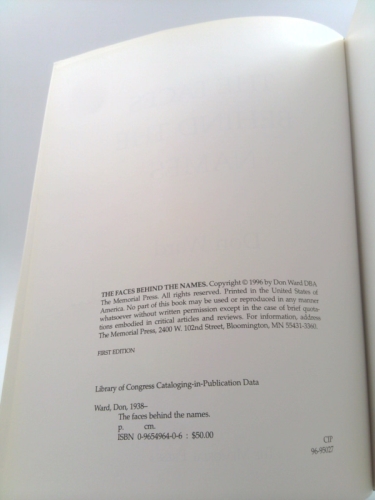 THE FACES BEHIND THE NAMES. Copyright © 1996 by Don Ward DBA
The Memorial Press. All rights reserved. Printed in the United States of
America. No part of this book may be used or reproduced in any manner
whatsoever without written permission except in the case of brief quota-
tions embodied in critical articles and reviews. For information, address
The Memorial Press, 2400 W. 102nd Street, Bloomington, MN 55431-3360.
FIRST EDITION
Library of Congress Cataloging-in-Publication Data
Ward, Don, 1938–
The faces behind the names.
p. cm.
ISBN 0-9654964-0-6 : $50.00
CIP
96-95027